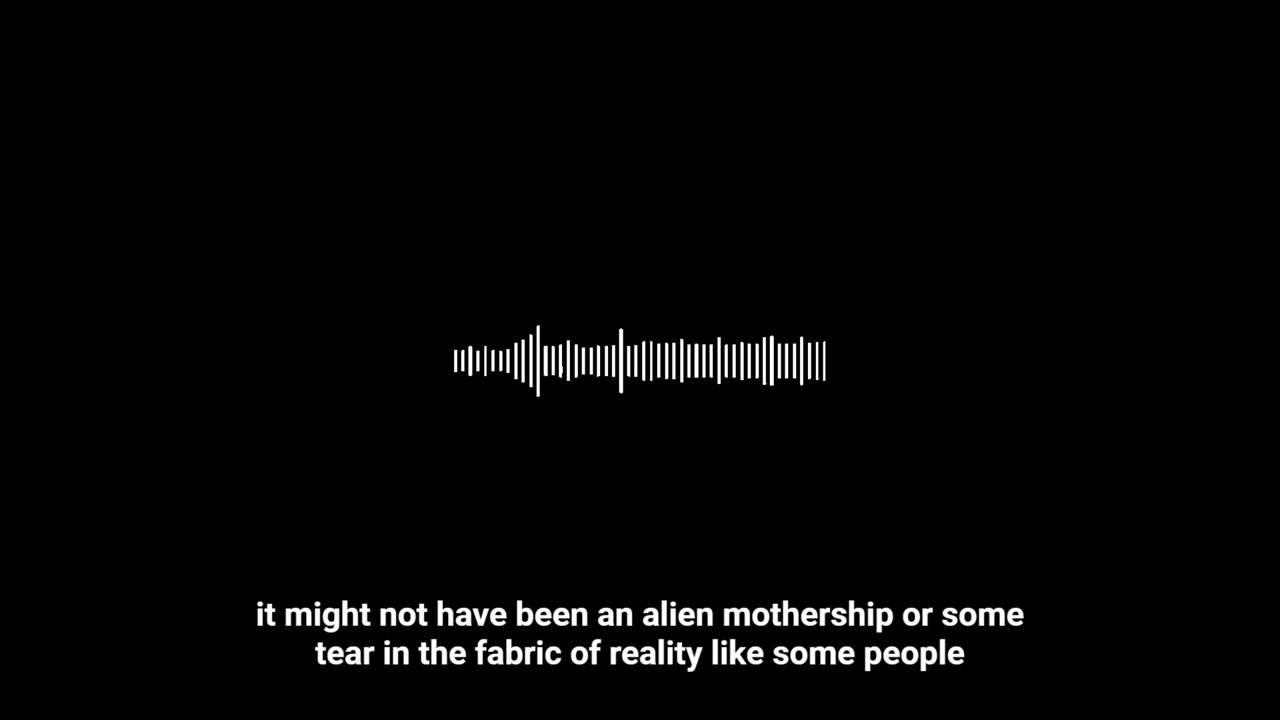 it might not have been an alien mothership or some
tear in the fabric of reality like some people